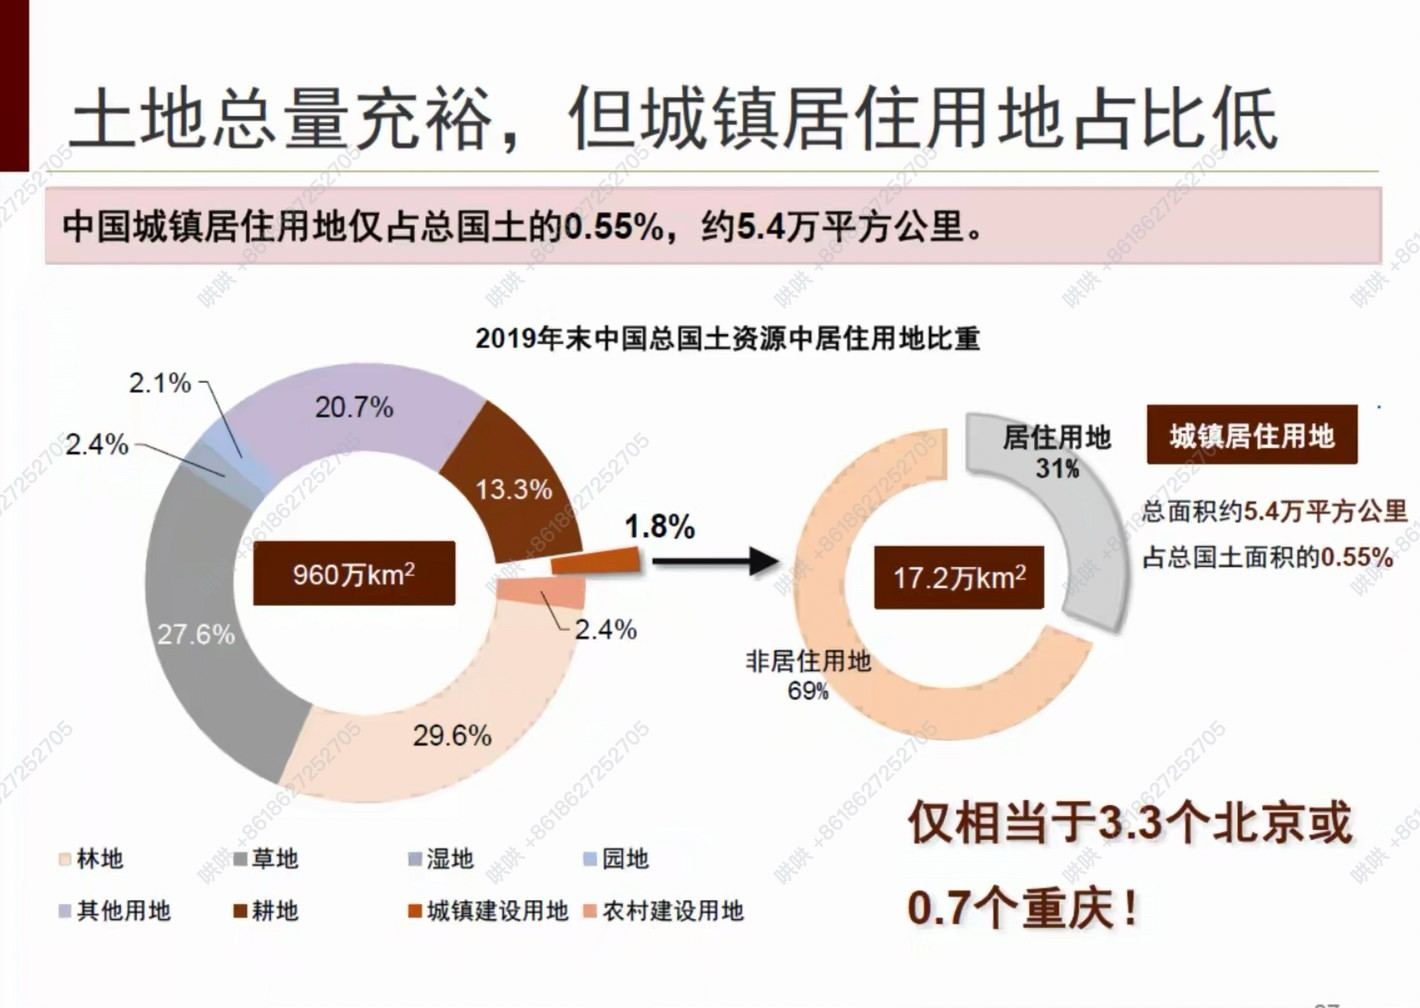 土地总量充裕，但城镇居住用地占比低
中国城镇居住用地仅占总国土的0.55%，约5.4万平方公里。
2019年末中国总国土资源中居住用地比重
2.1%
20.7%
2.4%
13.3%
1.8%
960万km²
27.6%
2.4%
29.6%
居住用地
31%
17.2万km²
非居住用地
69%
城镇居住用地
总面积约5.4万平方公里
占总国土面积的0.55%
仅相当于3.3个北京或
0.7个重庆！
林地
草地
湿地
园地
其他用地
耕地
城镇建设用地
农村建设用地
哄哄 +8618627252705